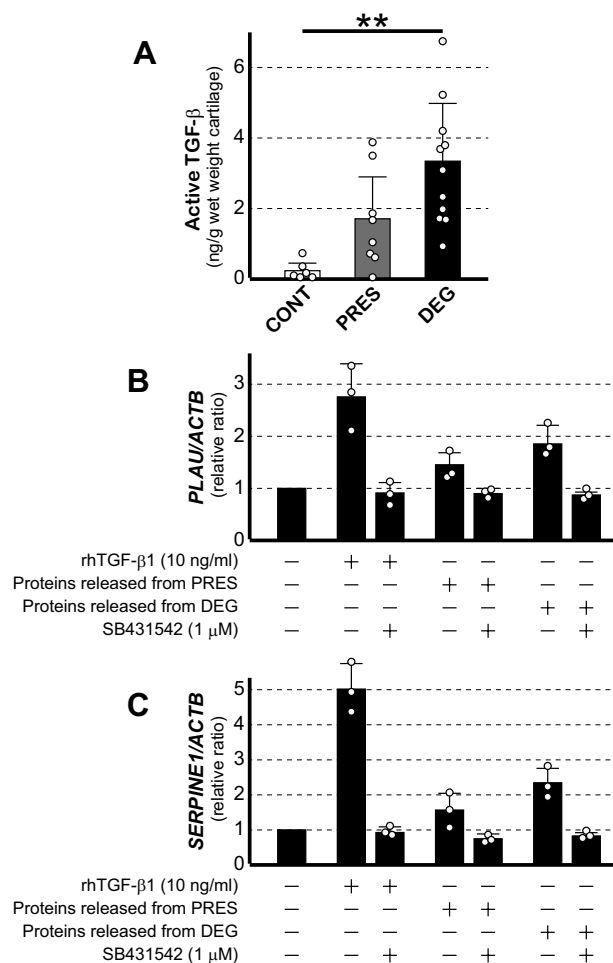 A
**
Active TGF-β
(ng/g wet weight cartilage)
6
4
2
0
CONT
PRES
DEG
B
PLAU/ACTB
(relative ratio)
3
2
1
0
rhTGF-β1 (10 ng/ml) – + + – – – –
Proteins released from PRES – – – + + – –
Proteins released from DEG – – – – – + +
SB431542 (1 μM) – – + – + – +
C
SERPINE1/ACTB
(relative ratio)
5
4
3
2
1
0
rhTGF-β1 (10 ng/ml) – + + – – – –
Proteins released from PRES – – – + + – –
Proteins released from DEG – – – – – + +
SB431542 (1 μM) – – + – + – +